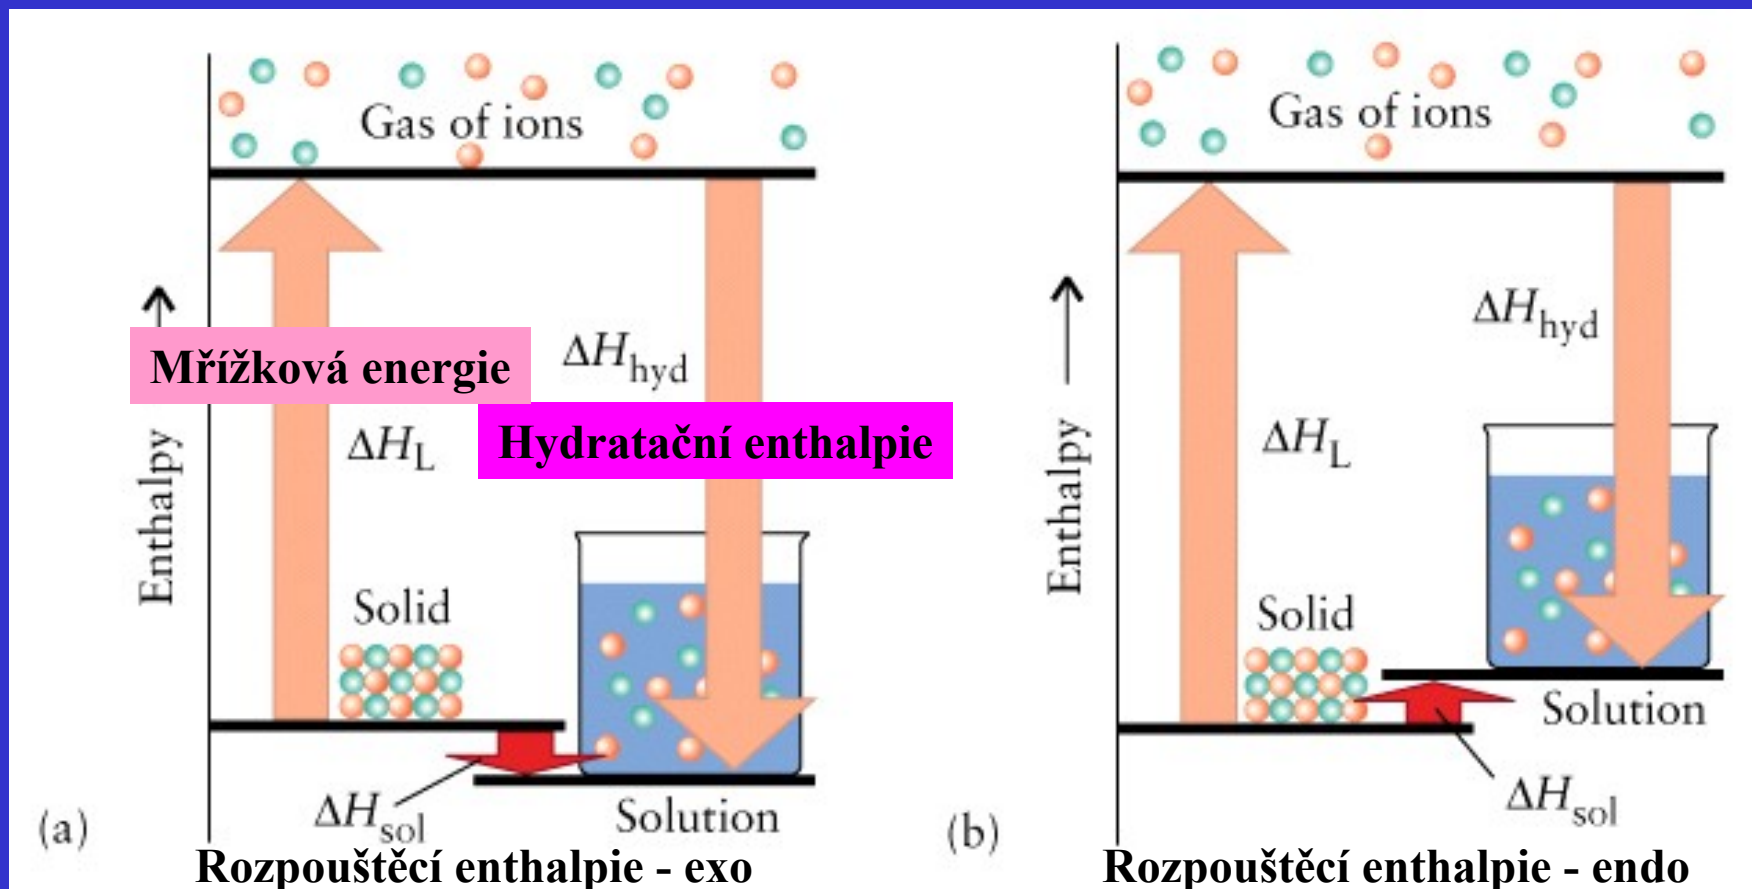 Gas of ions
Mřížková energie
ΔHhyd
ΔHL
Hydratační enthalpie
Enthalpy
Solid
ΔHsol
Solution
(a)
Rozpouštěcí enthalpie - exo
Gas of ions
ΔHhyd
ΔHL
Enthalpy
Solid
Solution
ΔHsol
(b)
Rozpouštěcí enthalpie - endo